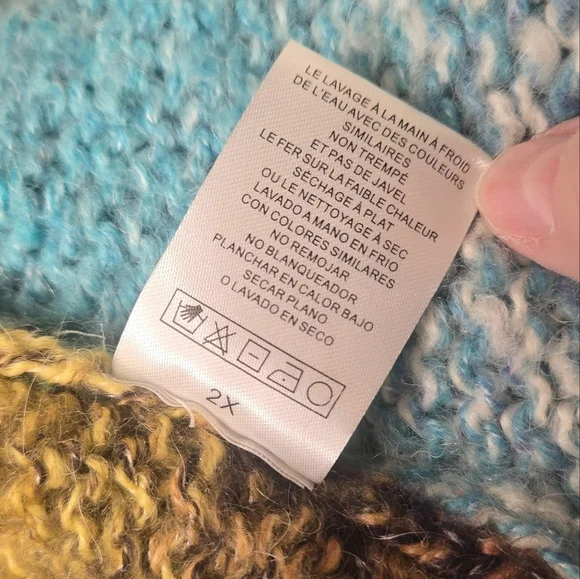 LE LAVAGE À LA MAIN À FROID
DE L'EAU AVEC DES COULEURS
SIMILAIRES
NON TREMPÉ
ET PAS DE JAVEL
LE FER SUR LA FAIBLE CHALEUR
SÉCHAGE À PLAT
OU LE NETTOYAGE À SEC
LAVADO A MANO EN FRIO
CON COLORES SIMILARES
NO REMOJAR
NO BLANQUEADOR
PLANCHAR EN CALOR BAJO
SECAR PLANO
O LAVADO EN SECO
2X